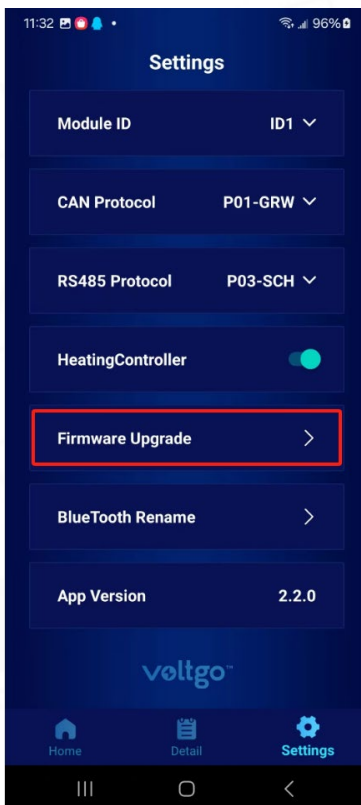 11:32 96%
Settings
Module ID ID1
CAN Protocol P01-GRW
RS485 Protocol P03-SCH
HeatingController
Firmware Upgrade
BlueTooth Rename
App Version 2.2.0
voltgo™
Home Detail Settings